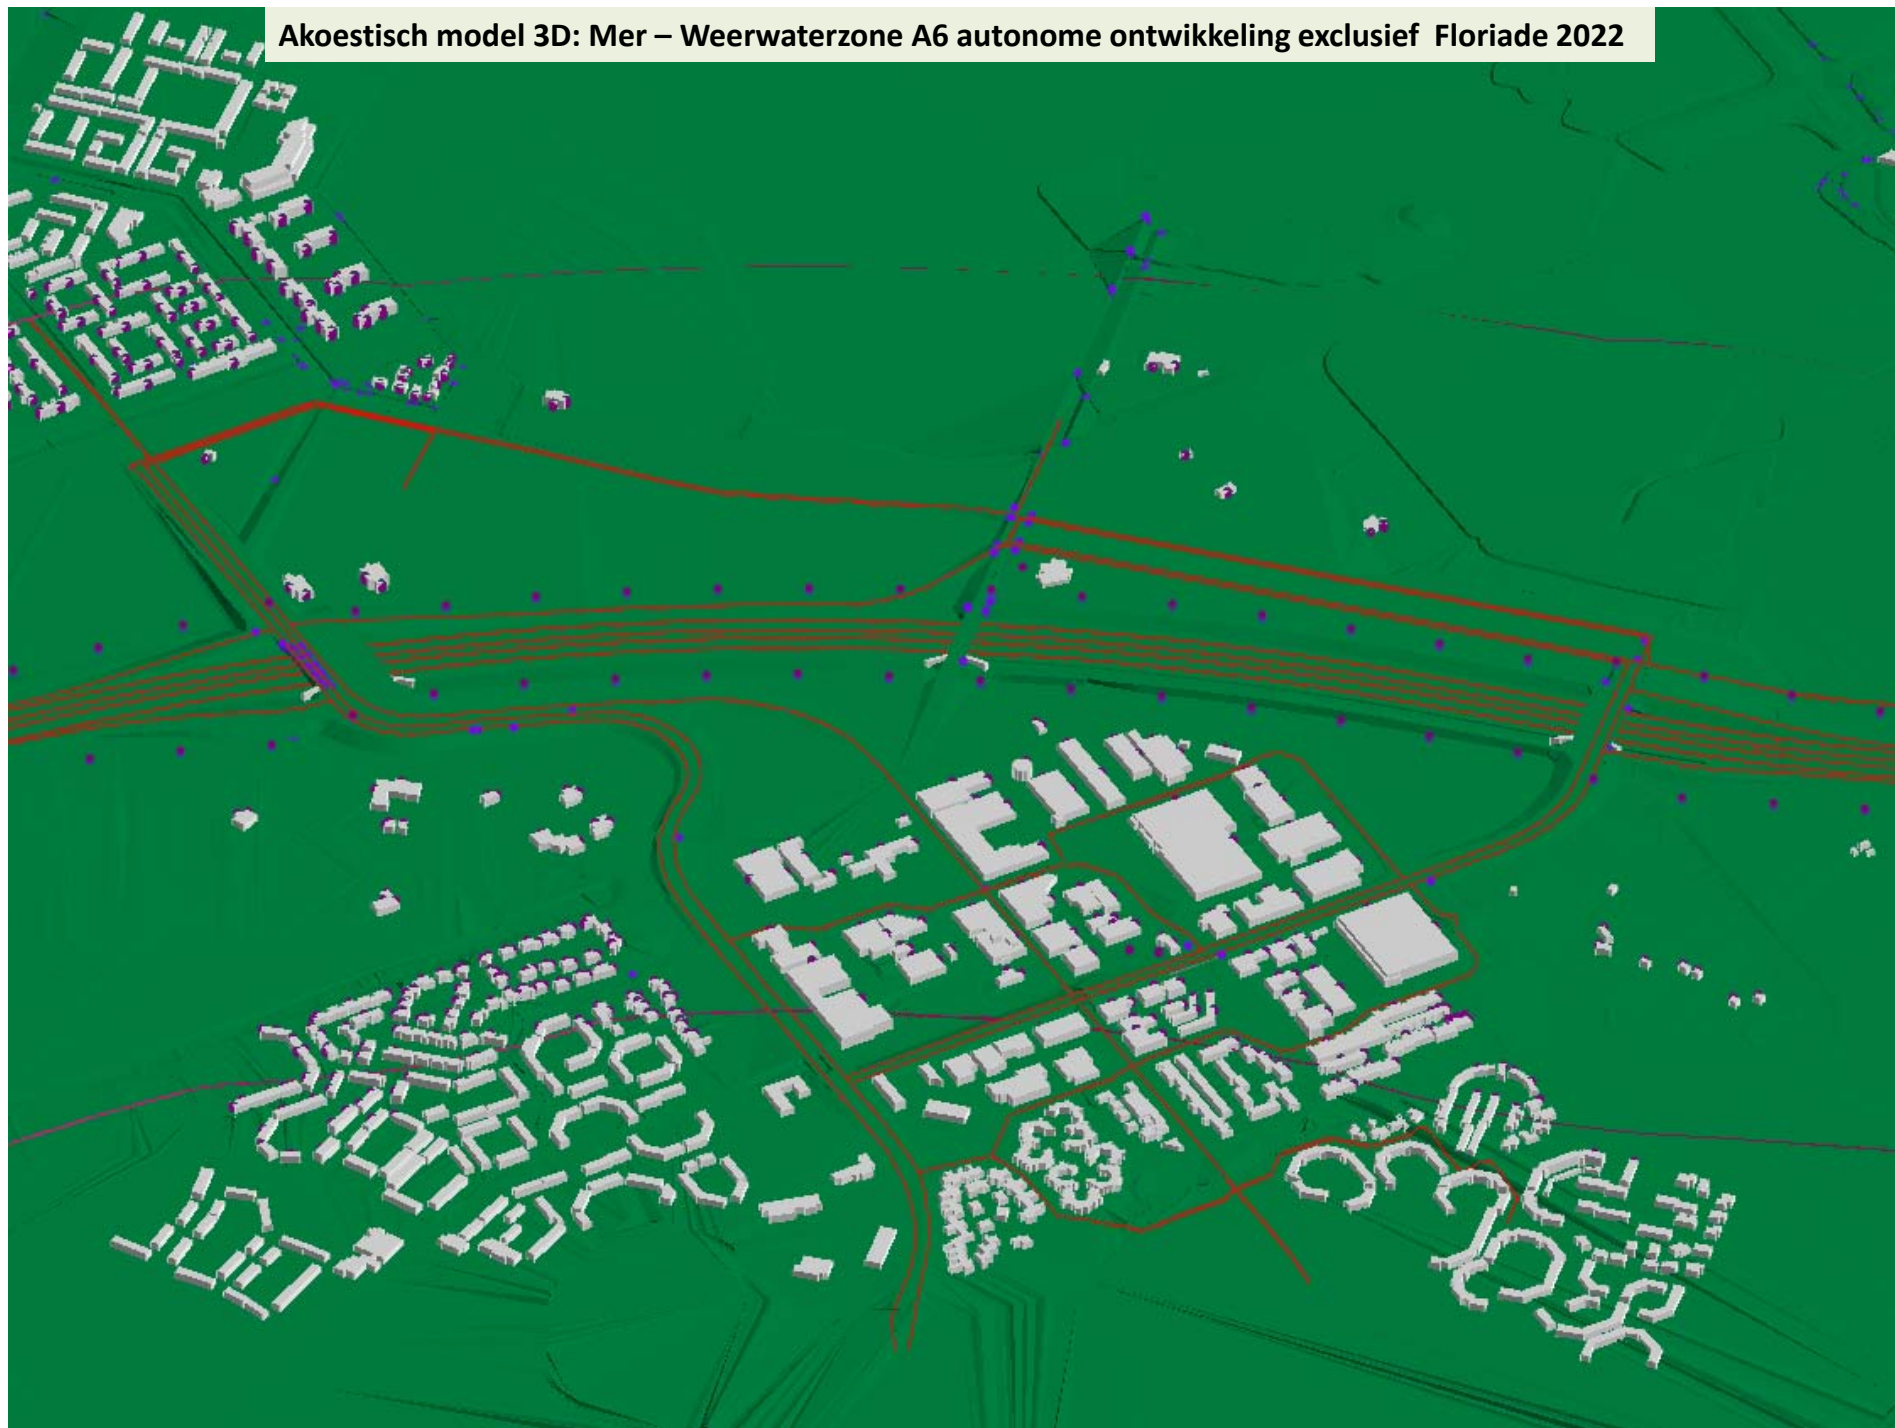 Akoestisch model 3D: Mer – Weerwaterzone A6 autonome ontwikkeling exclusief  Floriade 2022